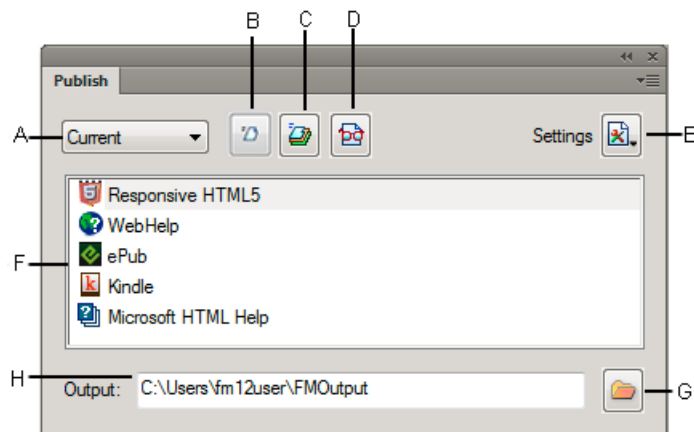 B
C
D
Publish
A
Current
Settings
E
Responsive HTML5
WebHelp
ePub
Kindle
Microsoft HTML Help
F
H
Output: C:\Users\fm12user\FMOutput
G